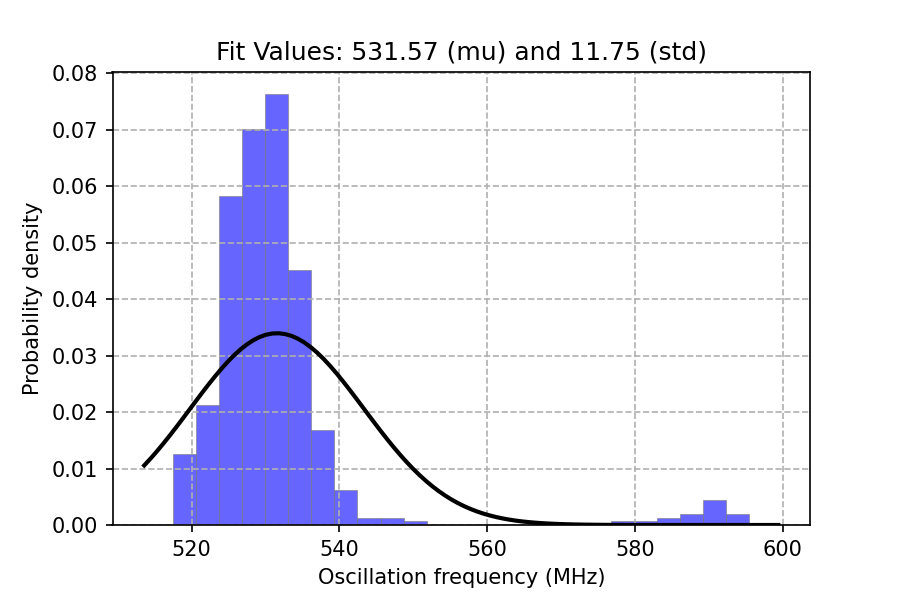 Fit Values: 531.57 (mu) and 11.75 (std)
0.08
0.07
0.06
0.05
0.04
0.03
0.02
0.01
0.00
Probability density
520 540 560 580 600
Oscillation frequency (MHz)